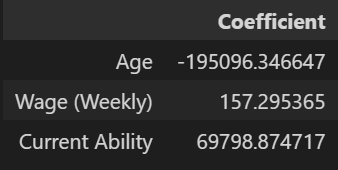 Coefficient
Age -195096.346647
Wage (Weekly) 157.295365
Current Ability 69798.874717